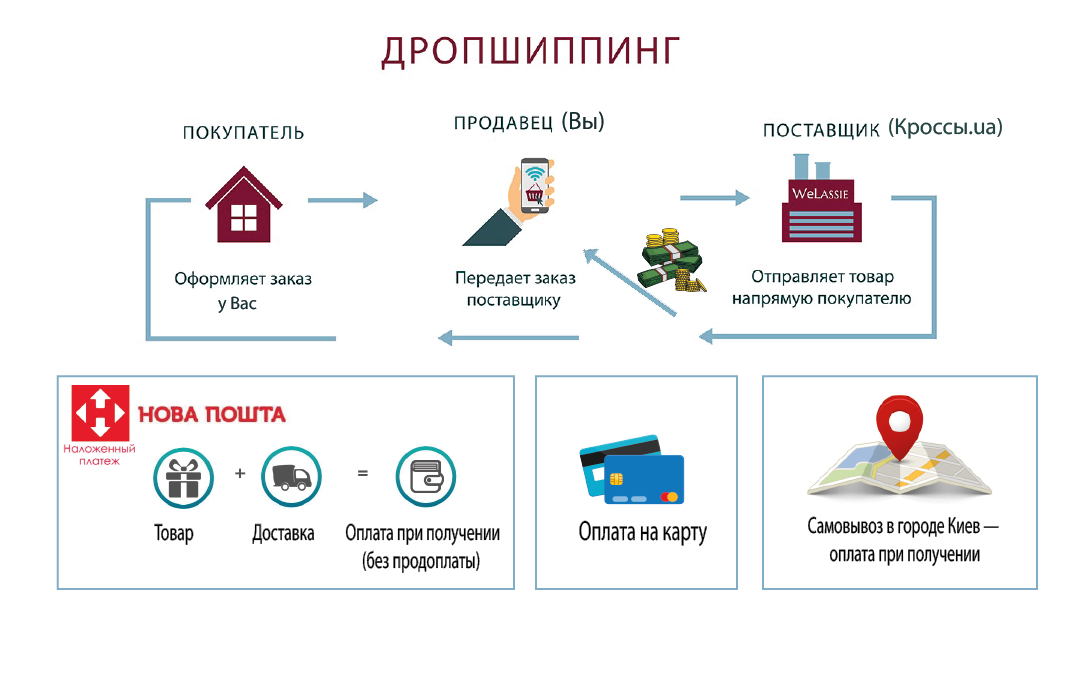 ДРОПШИППИНГ
ПОКУПАТЕЛЬ
ПРОДАВЕЦ (Вы)
ПОСТАВЩИК (Кроссы.ua)
WeLassie
Оформляет заказ
у Вас
Передает заказ
поставщику
Отправляет товар
напрямую покупателю
НОВА ПОШТА
Наложенный
платеж
+
=
Товар
Доставка
Оплата при получении
(без продоплаты)
Оплата на карту
Самовывоз в городе Киев —
оплата при получении